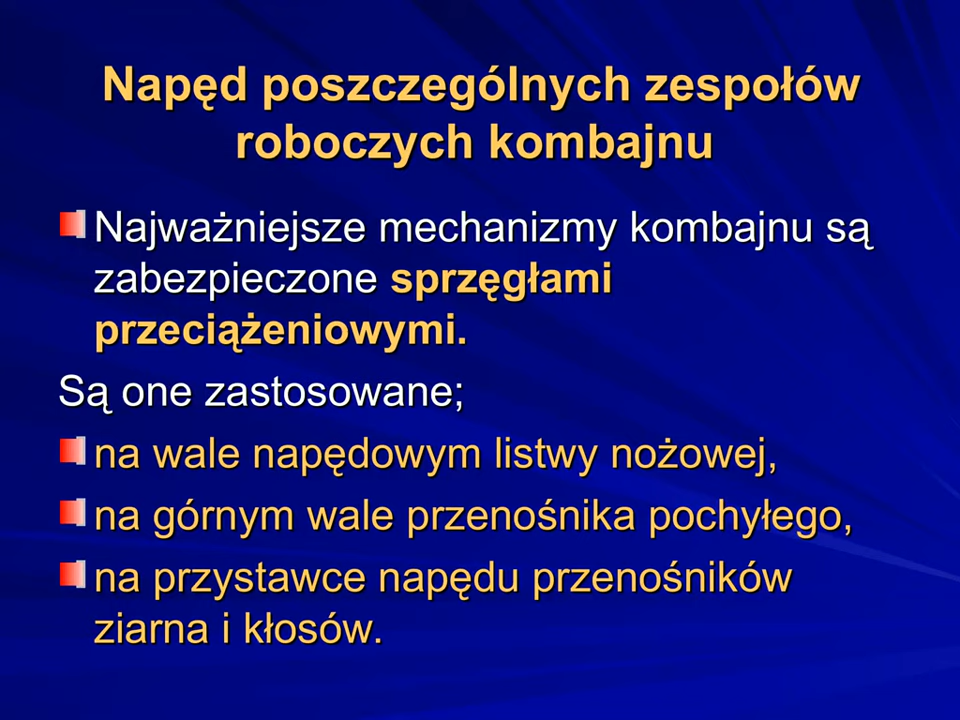 Napęd poszczególnych zespołów
roboczych kombajnu
Najważniejsze mechanizmy kombajnu są
zabezpieczone sprzęgłami
przeciążeniowymi.
Są one zastosowane;
na wale napędowym listwy nożowej,
na górnym wale przenośnika pochyłego,
na przystawce napędu przenośników
ziarna i kłosów.